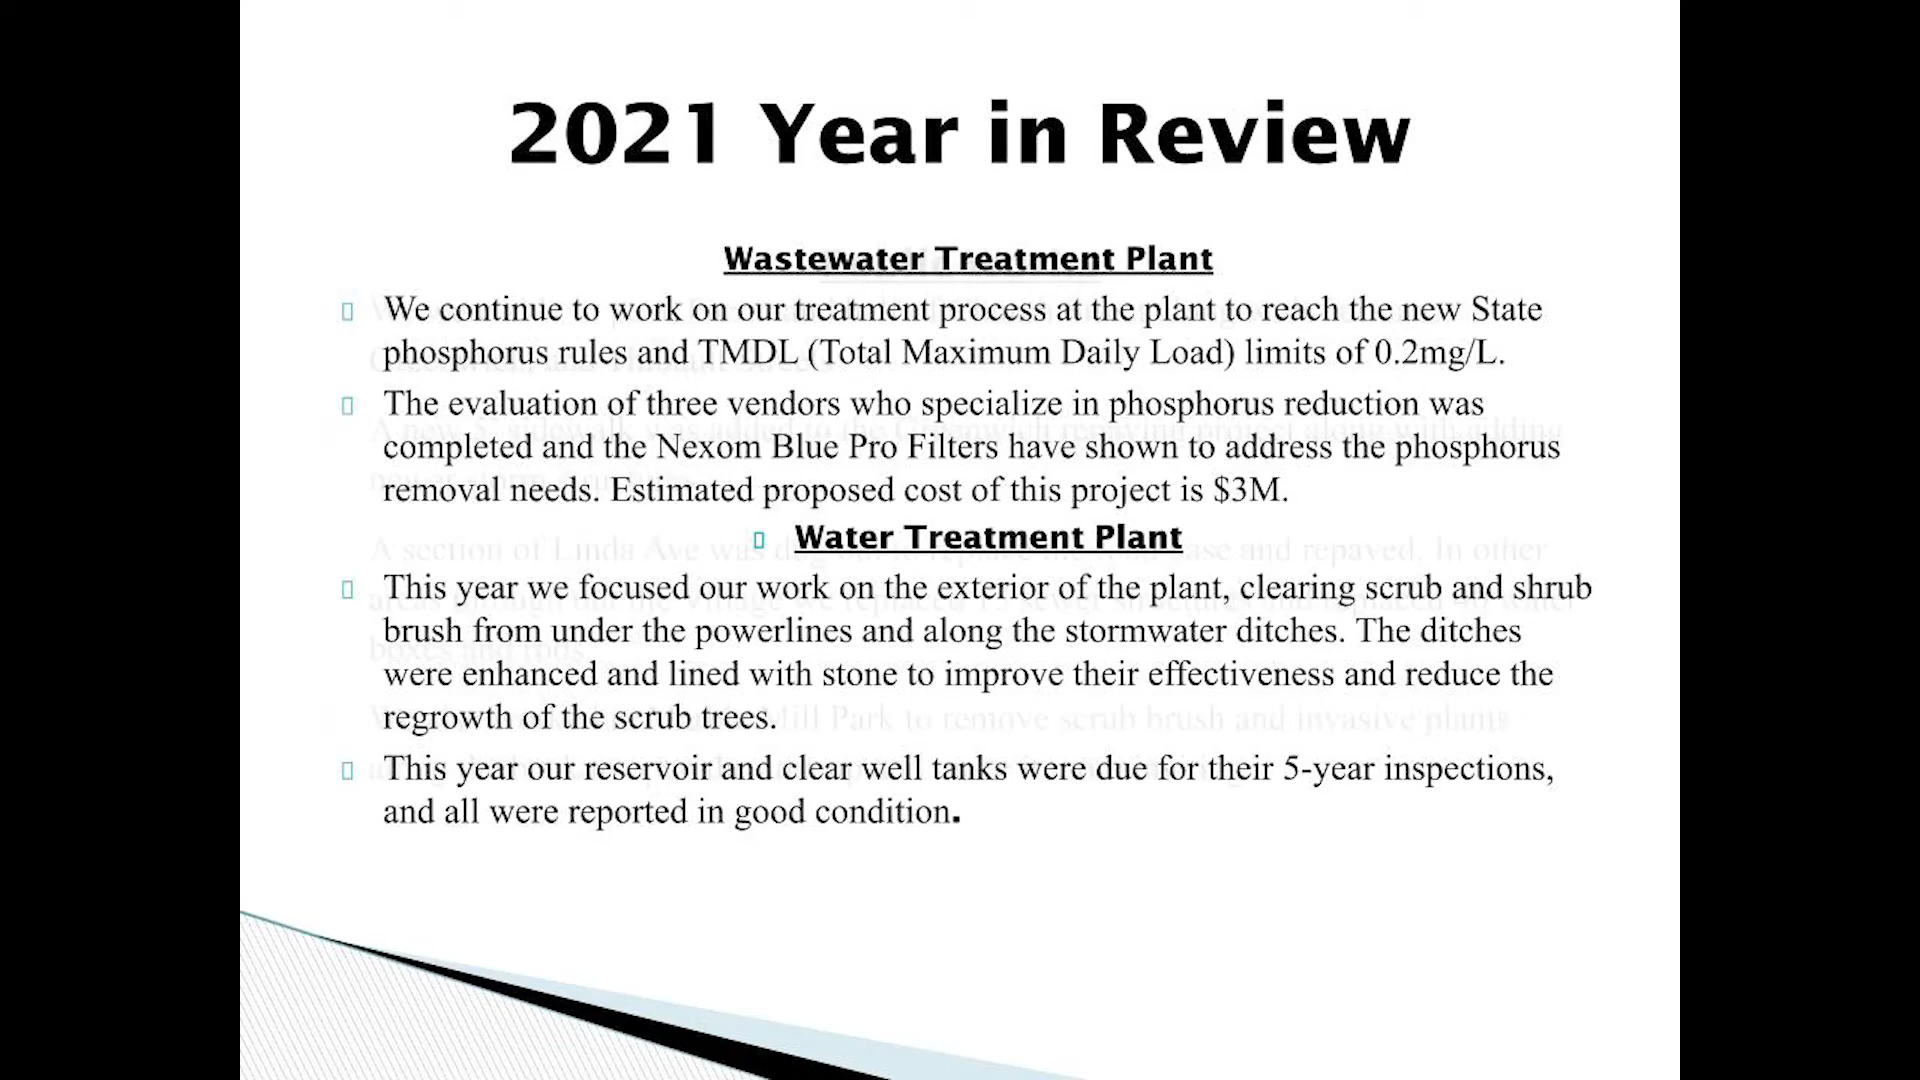 2021 Year in Review
Wastewater Treatment Plant
We continue to work on our treatment process at the plant to reach the new State
phosphorus rules and TMDL (Total Maximum Daily Load) limits of 0.2mg/L.
The evaluation of three vendors who specialize in phosphorus reduction was
completed and the Nexom Blue Pro Filters have shown to address the phosphorus
removal needs. Estimated proposed cost of this project is $3M.
Water Treatment Plant
This year we focused our work on the exterior of the plant, clearing scrub and shrub
brush from under the powerlines and along the stormwater ditches. The ditches
were enhanced and lined with stone to improve their effectiveness and reduce the
regrowth of the scrub trees.
This year our reservoir and clear well tanks were due for their 5-year inspections,
and all were reported in good condition.